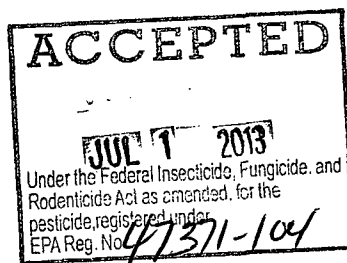 ACCEPTED
JUL 1 2013
Under the Federal Insecticide, Fungicide, and
Rodenticide Act as amended, for the
pesticide, registered under
EPA Reg. No. 47371-104